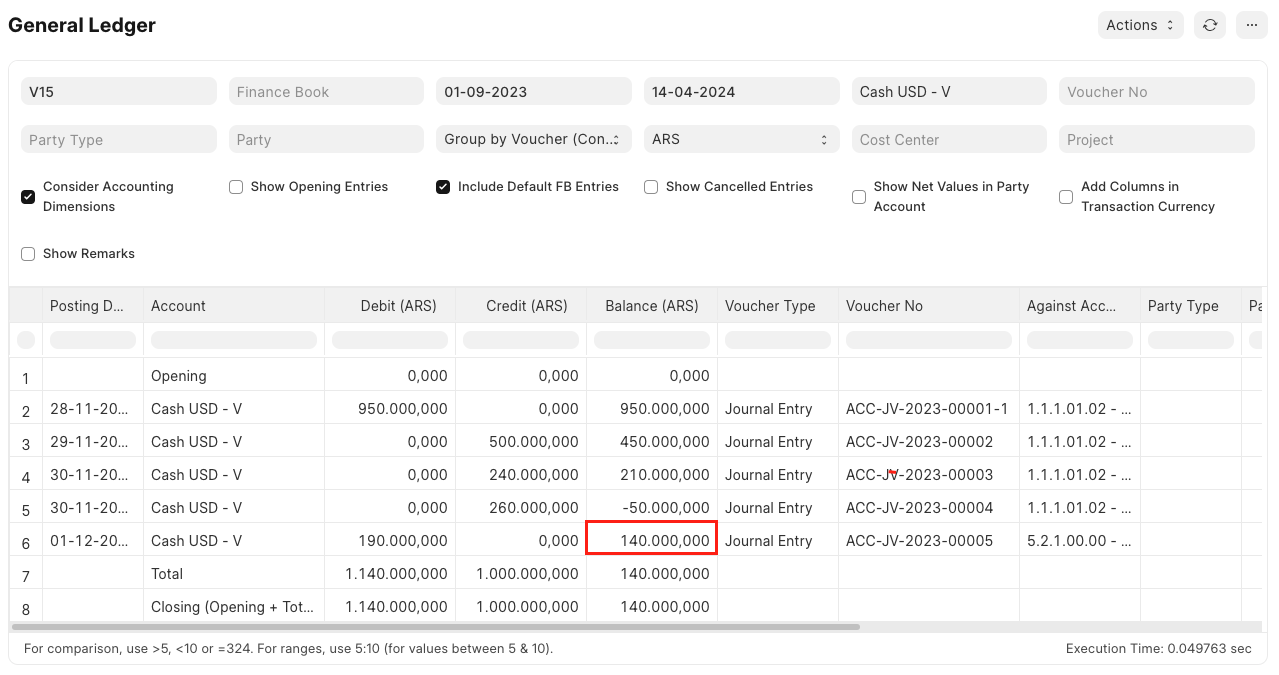 General Ledger Actions ...
V15 Finance Book 01-09-2023 14-04-2024 Cash USD - V Voucher No
Party Type Party Group by Voucher (Con... ARS Cost Center Project
Consider Accounting Dimensions Show Opening Entries Include Default FB Entries Show Cancelled Entries Show Net Values in Party Account Add Columns in Transaction Currency
Show Remarks
Posting D... Account Debit (ARS) Credit (ARS) Balance (ARS) Voucher Type Voucher No Against Acc... Party Type
1 Opening 0,000 0,000 0,000
2 28-11-20... Cash USD - V 950.000,000 0,000 950.000,000 Journal Entry ACC-JV-2023-00001-1 1.1.1.01.02 - ...
3 29-11-20... Cash USD - V 0,000 500.000,000 450.000,000 Journal Entry ACC-JV-2023-00002 1.1.1.01.02 - ...
4 30-11-20... Cash USD - V 0,000 240.000,000 210.000,000 Journal Entry ACC-JV-2023-00003 1.1.1.01.02 - ...
5 30-11-20... Cash USD - V 0,000 260.000,000 -50.000,000 Journal Entry ACC-JV-2023-00004 1.1.1.01.02 - ...
6 01-12-20... Cash USD - V 190.000,000 0,000 140.000,000 Journal Entry ACC-JV-2023-00005 5.2.1.00.00 - ...
7 Total 1.140.000,000 1.000.000,000 140.000,000
8 Closing (Opening + Tot... 1.140.000,000 1.000.000,000 140.000,000
For comparison, use >5, <10 or =324. For ranges, use 5:10 (for values between 5 & 10). Execution Time: 0.049763 sec